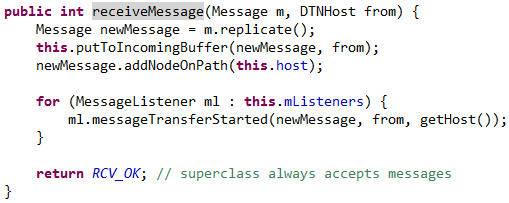 public int receiveMessage(Message m, DTNHost from) {
    Message newMessage = m.replicate();
    this.putToIncomingBuffer(newMessage, from);
    newMessage.addNodeOnPath(this.host);

    for (MessageListener ml : this.mListeners) {
        ml.messageTransferStarted(newMessage, from, getHost());
    }

    return RCV_OK; // superclass always accepts messages
}